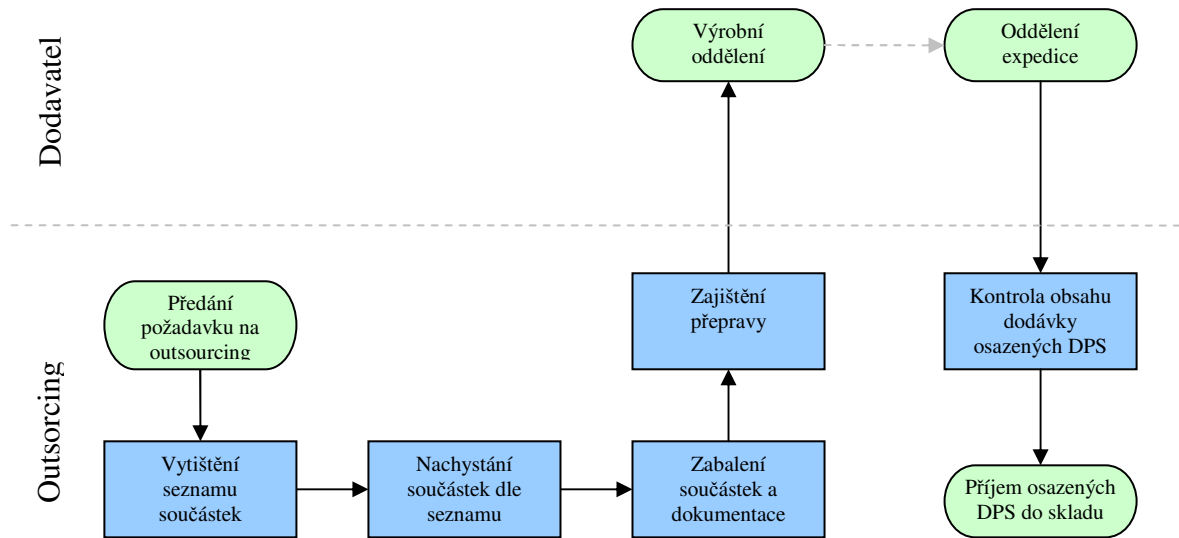 Dodavatel
Výrobní
oddělení
Oddělení
expedice
Outsorcing
Předání
požadavku na
outsourcing
Zajištění
přepravy
Kontrola obsahu
dodávky
osazených DPS
Vytištění
seznamu
součástek
Nachystání
součástek dle
seznamu
Zabalení
součástek a
dokumentace
Příjem osazených
DPS do skladu